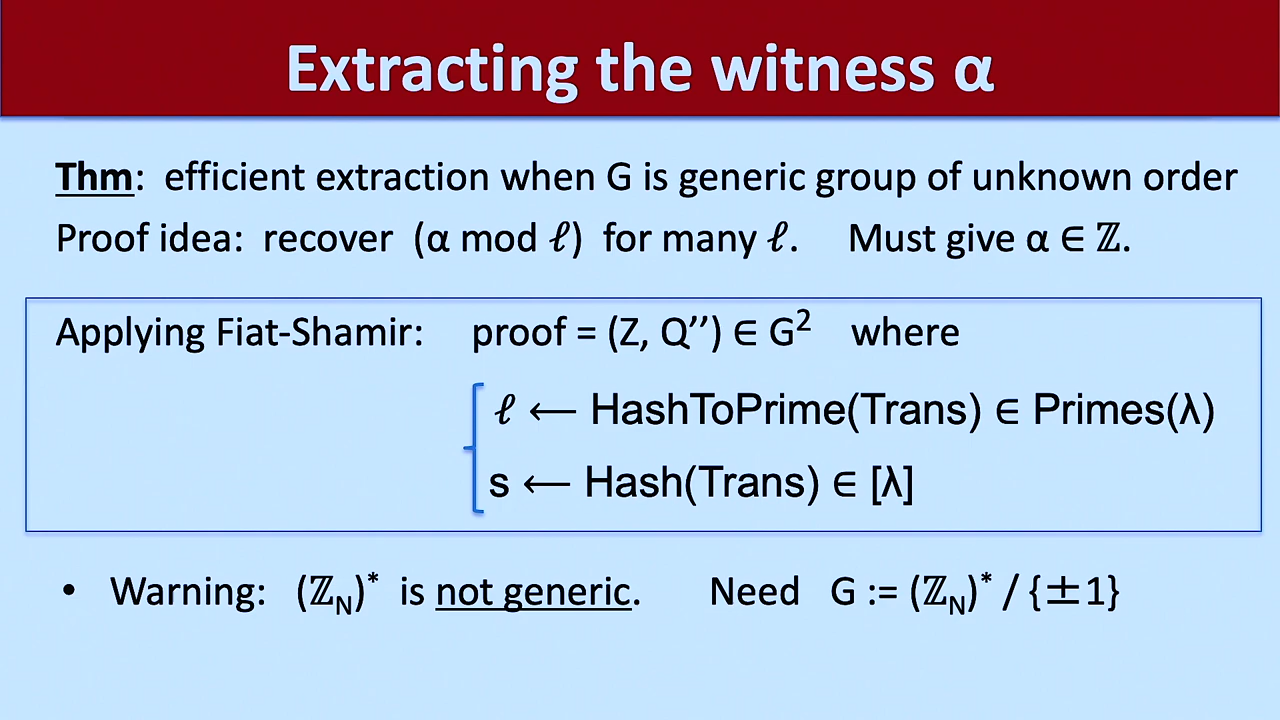 Extracting the witness α
Thm: efficient extraction when G is generic group of unknown order
Proof idea: recover (α mod ℓ) for many ℓ. Must give α ∈ ℤ.
Applying Fiat-Shamir: proof = (Z, Q’’) ∈ G² where
ℓ ⟵ HashToPrime(Trans) ∈ Primes(λ)
s ⟵ Hash(Trans) ∈ [λ]
• Warning: (ℤ_N)* is not generic. Need G := (ℤ_N)* / {±1}